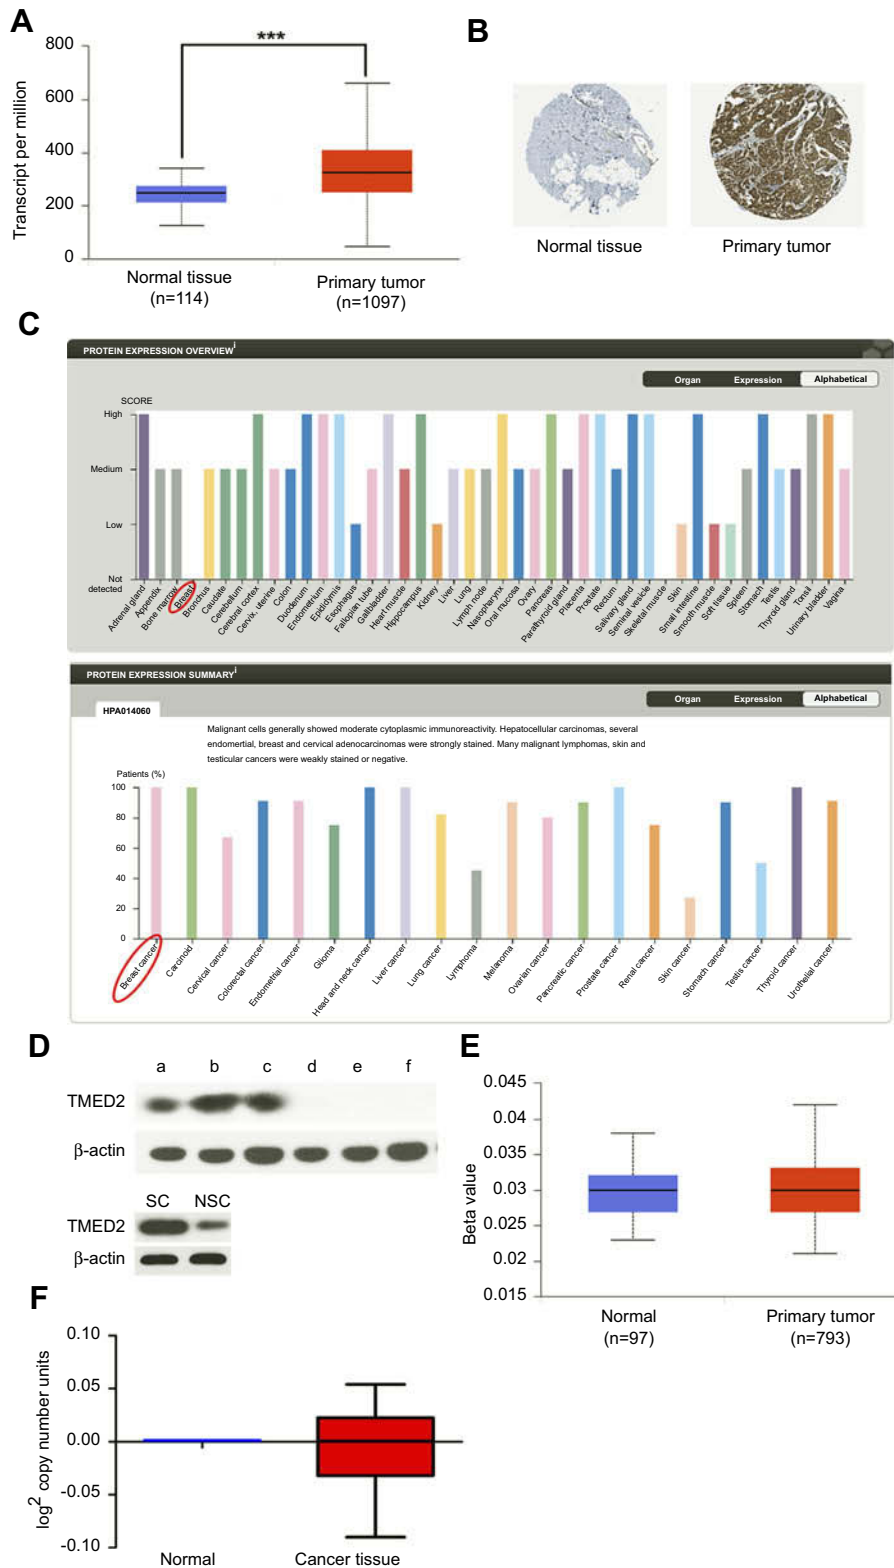 A
800
600
400
200
0
Transcript per million
***
Normal tissue
(n=114)
Primary tumor
(n=1097)
B
Normal tissue
Primary tumor
C
PROTEIN EXPRESSION OVERVIEW i
Organ Expression Alphabetical
SCORE
High
Medium
Low
Not
detected
Adrenal gland
Appendix
Bone marrow
Breast
Bronchus
Caudate
Cerebellum
Cerebral cortex
Cervix, uterine
Colon
Duodenum
Endometrium
Epididymis
Esophagus
Fallopian tube
Gallbladder
Heart muscle
Hippocampus
Kidney
Liver
Lung
Lymph node
Nasopharynx
Oral mucosa
Ovary
Pancreas
Parathyroid gland
Placenta
Prostate
Rectum
Salivary gland
Seminal vesicle
Skeletal muscle
Skin
Small intestine
Smooth muscle
Soft tissue
Spleen
Stomach
Testis
Thyroid gland
Tonsil
Urinary bladder
Vagina
PROTEIN EXPRESSION SUMMARY i
Organ Expression Alphabetical
HPA014060
Malignant cells generally showed moderate cytoplasmic immunoreactivity. Hepatocellular carcinomas, several
endomertial, breast and cervical adenocarcinomas were strongly stained. Many malignant lymphomas, skin and
testicular cancers were weakly stained or negative.
Patients (%)
100
80
60
40
20
0
Breast cancer
Carcinoid
Cervical cancer
Colorectal cancer
Endometrial cancer
Glioma
Head and neck cancer
Liver cancer
Lung cancer
Lymphoma
Melanoma
Ovarian cancer
Pancreatic cancer
Prostate cancer
Renal cancer
Skin cancer
Stomach cancer
Testis cancer
Thyroid cancer
Urothelial cancer
D
a b c d e f
TMED2
β-actin
SC NSC
TMED2
β-actin
E
0.045
0.04
0.035
0.03
0.025
0.02
0.015
Beta value
Normal
(n=97)
Primary tumor
(n=793)
F
0.10
0.05
0.00
-0.05
-0.10
log² copy number units
Normal
Cancer tissue